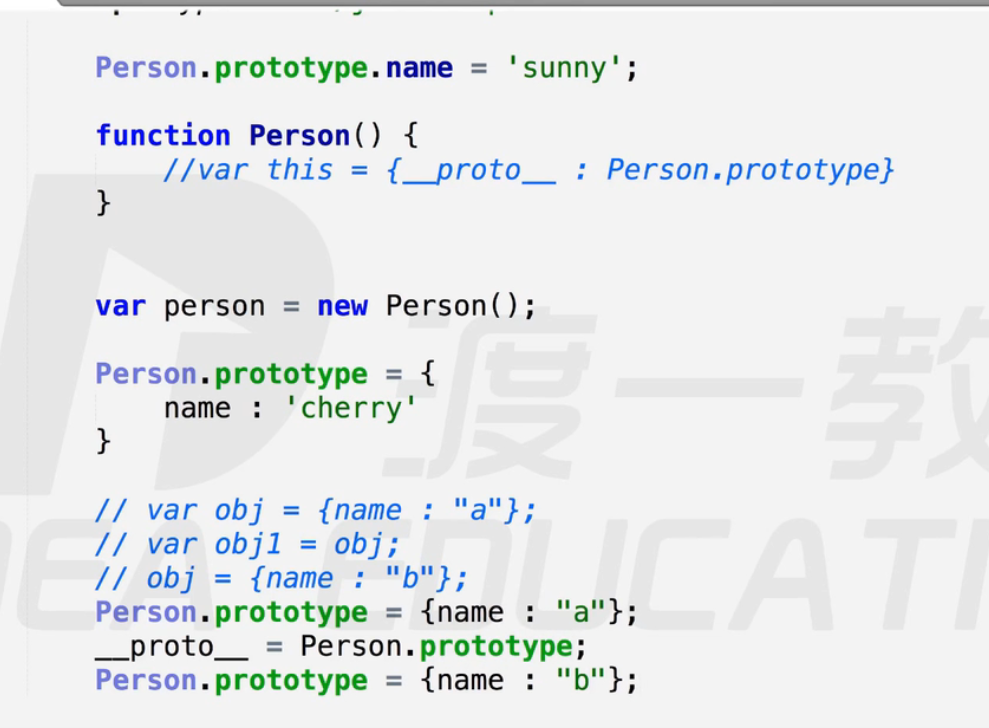 Person.prototype.name = 'sunny';
function Person() {
//var this = {__proto__ : Person.prototype}
}
var person = new Person();
Person.prototype = {
name : 'cherry'
}
// var obj = {name : "a"};
// var obj1 = obj;
// obj = {name : "b"};
Person.prototype = {name : "a"};
__proto__ = Person.prototype;
Person.prototype = {name : "b"};
渡一教
EDUCATI